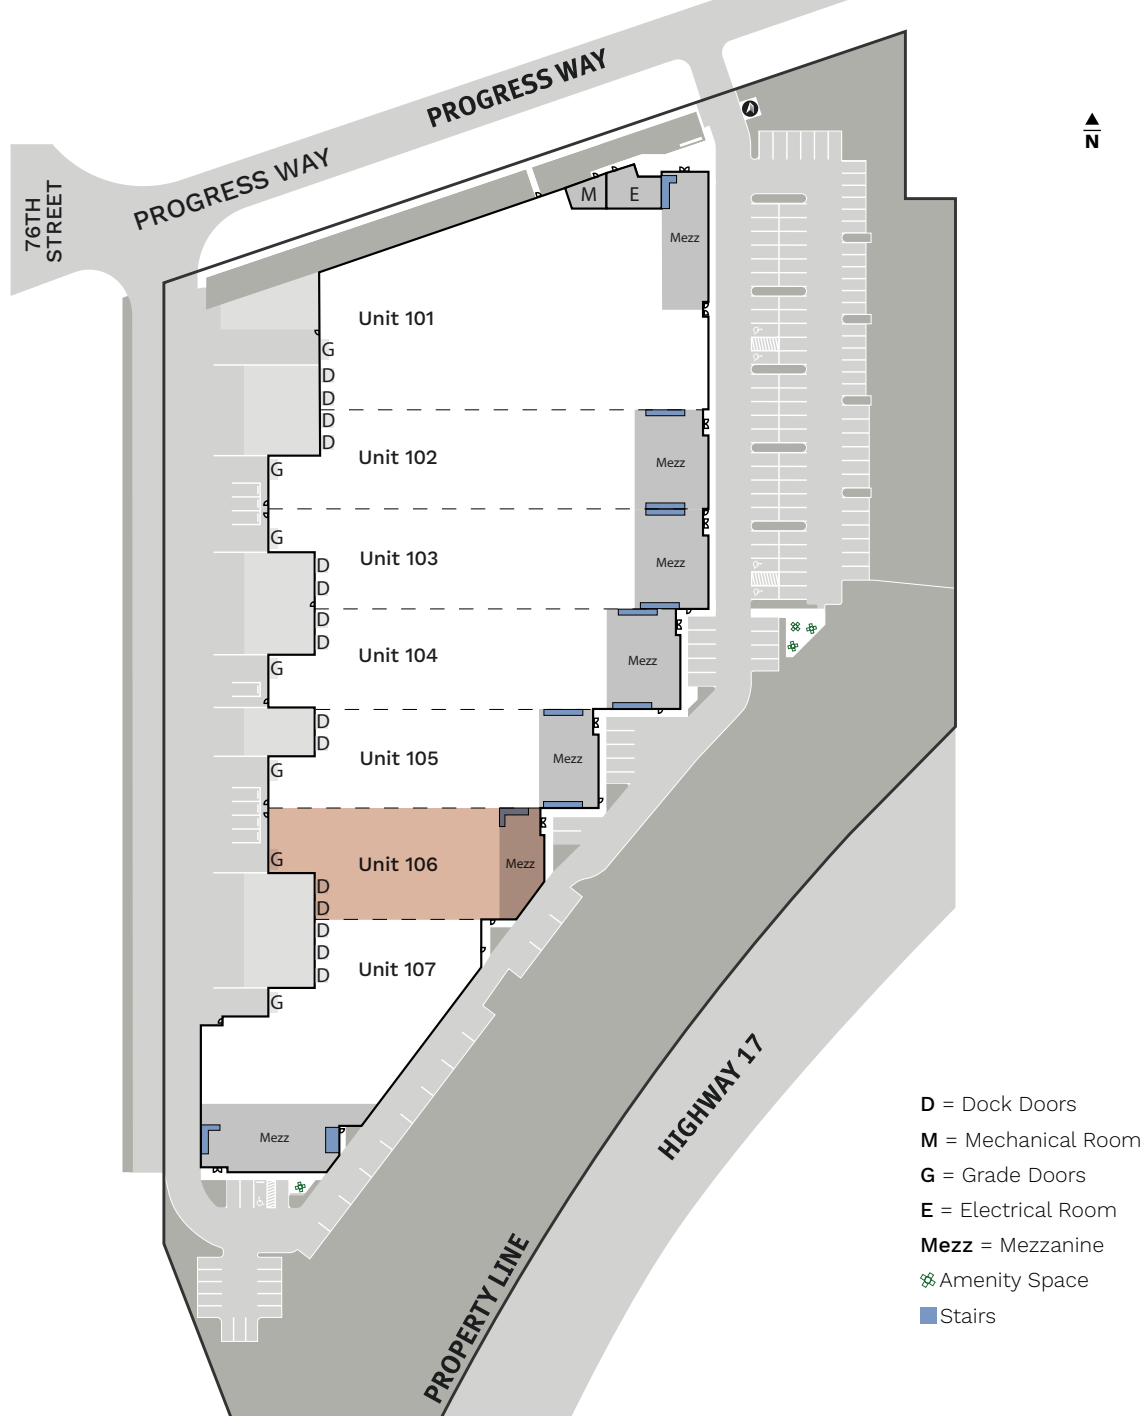 PROGRESS WAY
PROGRESS WAY
76TH
STREET
N
M
E
Mezz
Unit 101
G
D
D
D
D
Unit 102
Mezz
G
G
Unit 103
Mezz
D
D
D
D
Unit 104
Mezz
G
D
D
Unit 105
Mezz
G
G
Unit 106
Mezz
D
D
D
D
D
Unit 107
G
Mezz
HIGHWAY 17
PROPERTY LINE
D = Dock Doors
M = Mechanical Room
G = Grade Doors
E = Electrical Room
Mezz = Mezzanine
Amenity Space
Stairs